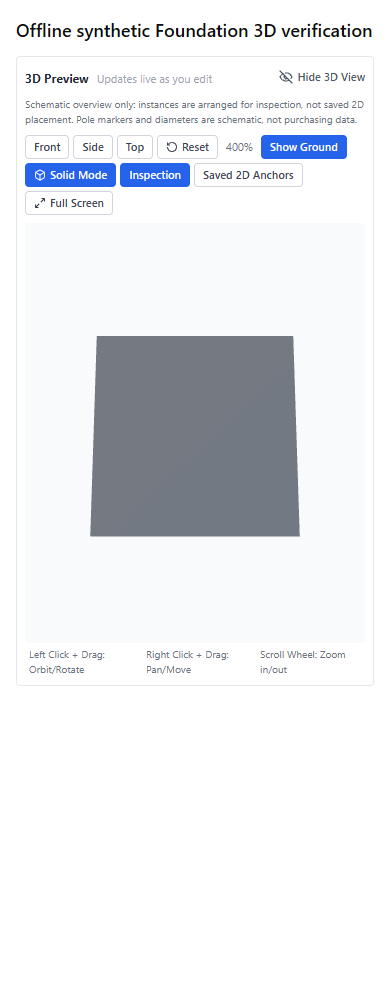 Offline synthetic Foundation 3D verification
3D Preview Updates live as you edit Hide 3D View
Schematic overview only: instances are arranged for inspection, not saved 2D
placement. Pole markers and diameters are schematic, not purchasing data.
Front Side Top Reset 400% Show Ground
Solid Mode Inspection Saved 2D Anchors
Full Screen
Left Click + Drag: Right Click + Drag: Scroll Wheel: Zoom
Orbit/Rotate Pan/Move in/out